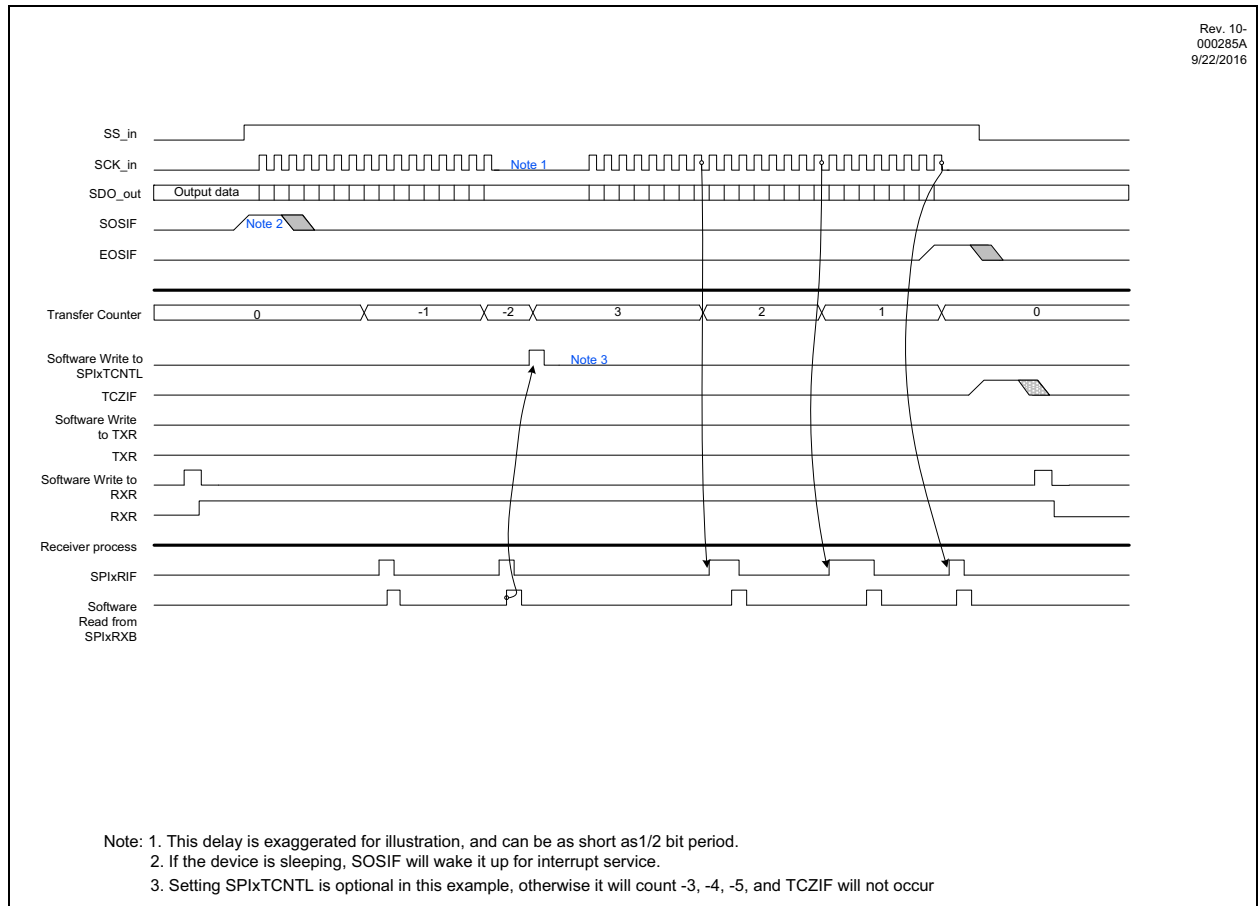 Rev. 10-
000285A
9/22/2016
SS_in
SCK_in
Note 1
SDO_out
Output data
SOSIF
Note 2
EOSIF
Transfer Counter
0
-1
-2
3
2
1
0
Software Write to
SPIxTCNTL
Note 3
TCZIF
Software Write
to TXR
TXR
Software Write to
RXR
RXR
Receiver process
SPIxRIF
Software
Read from
SPIxRXB
Note: 1. This delay is exaggerated for illustration, and can be as short as1/2 bit period.
2. If the device is sleeping, SOSIF will wake it up for interrupt service.
3. Setting SPIxTCNTL is optional in this example, otherwise it will count -3, -4, -5, and TCZIF will not occur